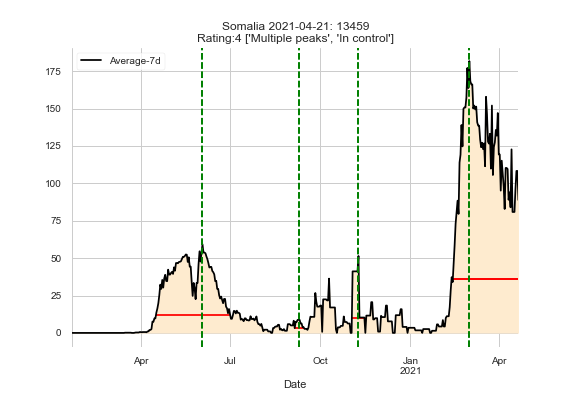 Somalia 2021-04-21: 13459
Rating:4 ['Multiple peaks', 'In control']
Average-7d
175
150
125
100
75
50
25
0
Apr Jul Oct Jan Apr
2021
Date